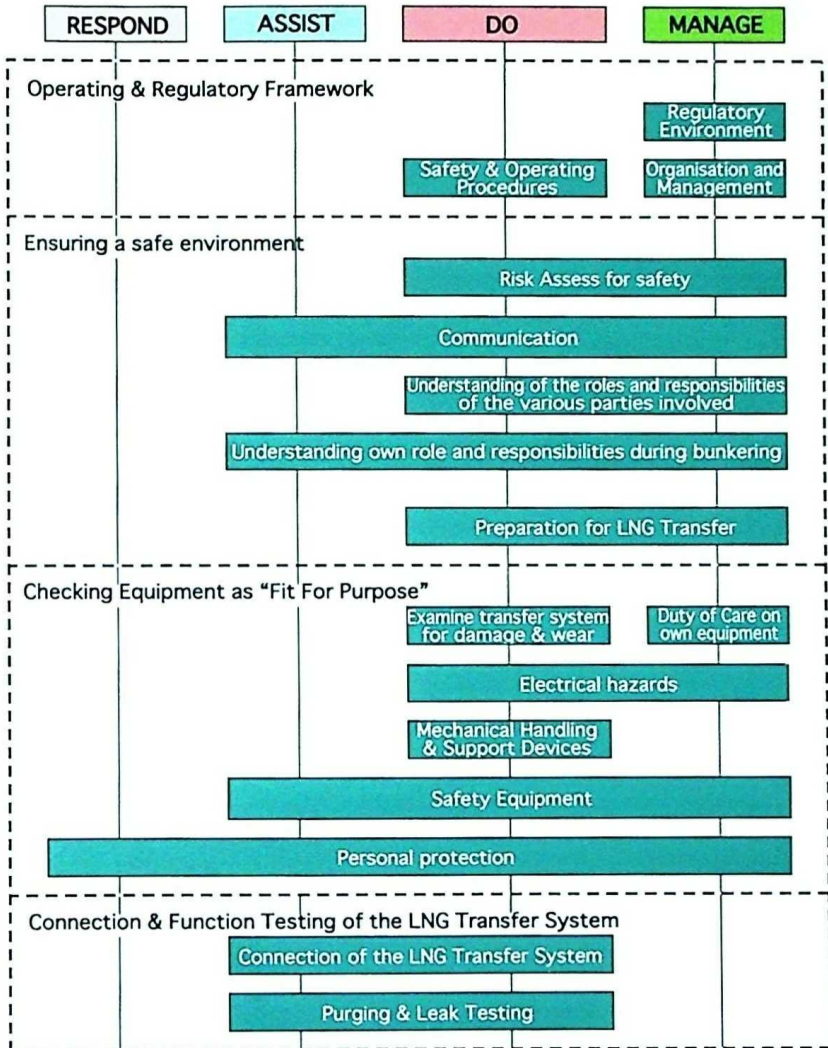 RESPOND ASSIST DO MANAGE
Operating & Regulatory Framework
Regulatory
Environment
Safety & Operating
Procedures
Organisation and
Management
Ensuring a safe environment
Risk Assess for safety
Communication
Understanding of the roles and responsibilities
of the various parties involved
Understanding own role and responsibilities during bunkering
Preparation for LNG Transfer
Checking Equipment as “Fit For Purpose”
Examine transfer system
for damage & wear
Duty of Care on
own equipment
Electrical hazards
Mechanical Handling
& Support Devices
Safety Equipment
Personal protection
Connection & Function Testing of the LNG Transfer System
Connection of the LNG Transfer System
Purging & Leak Testing